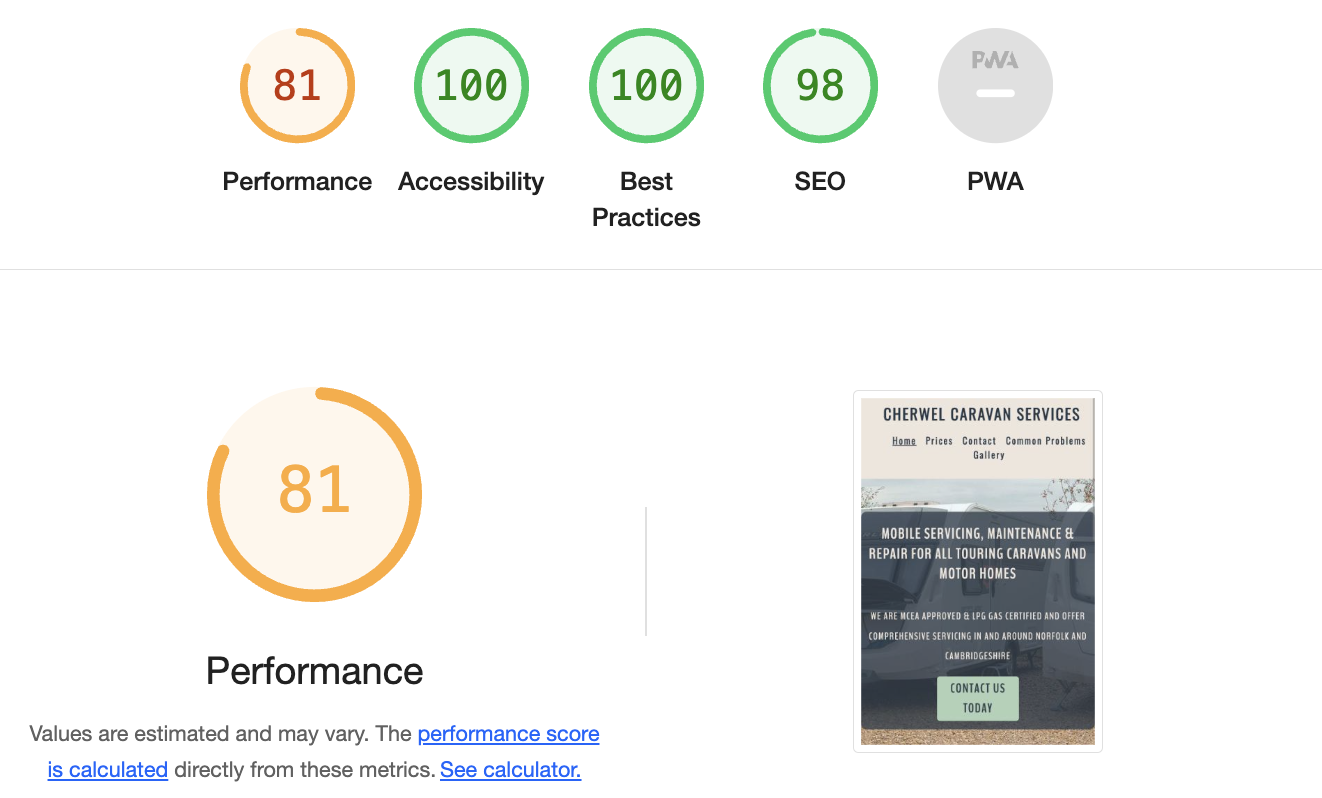 81
100
100
98
PWA
Performance
Accessibility
Best
Practices
SEO
PWA
81
Performance
Values are estimated and may vary. The performance score
is calculated directly from these metrics. See calculator.
CHERWEL CARAVAN SERVICES
Home Prices Contact Common Problems
Gallery
MOBILE SERVICING, MAINTENANCE &
REPAIR FOR ALL TOURING CARAVANS AND
MOTOR HOMES
WE ARE MCEA APPROVED & LPG GAS CERTIFIED AND OFFER
COMPREHENSIVE SERVICING IN AND AROUND NORFOLK AND
CAMBRIDGESHIRE
CONTACT US
TODAY